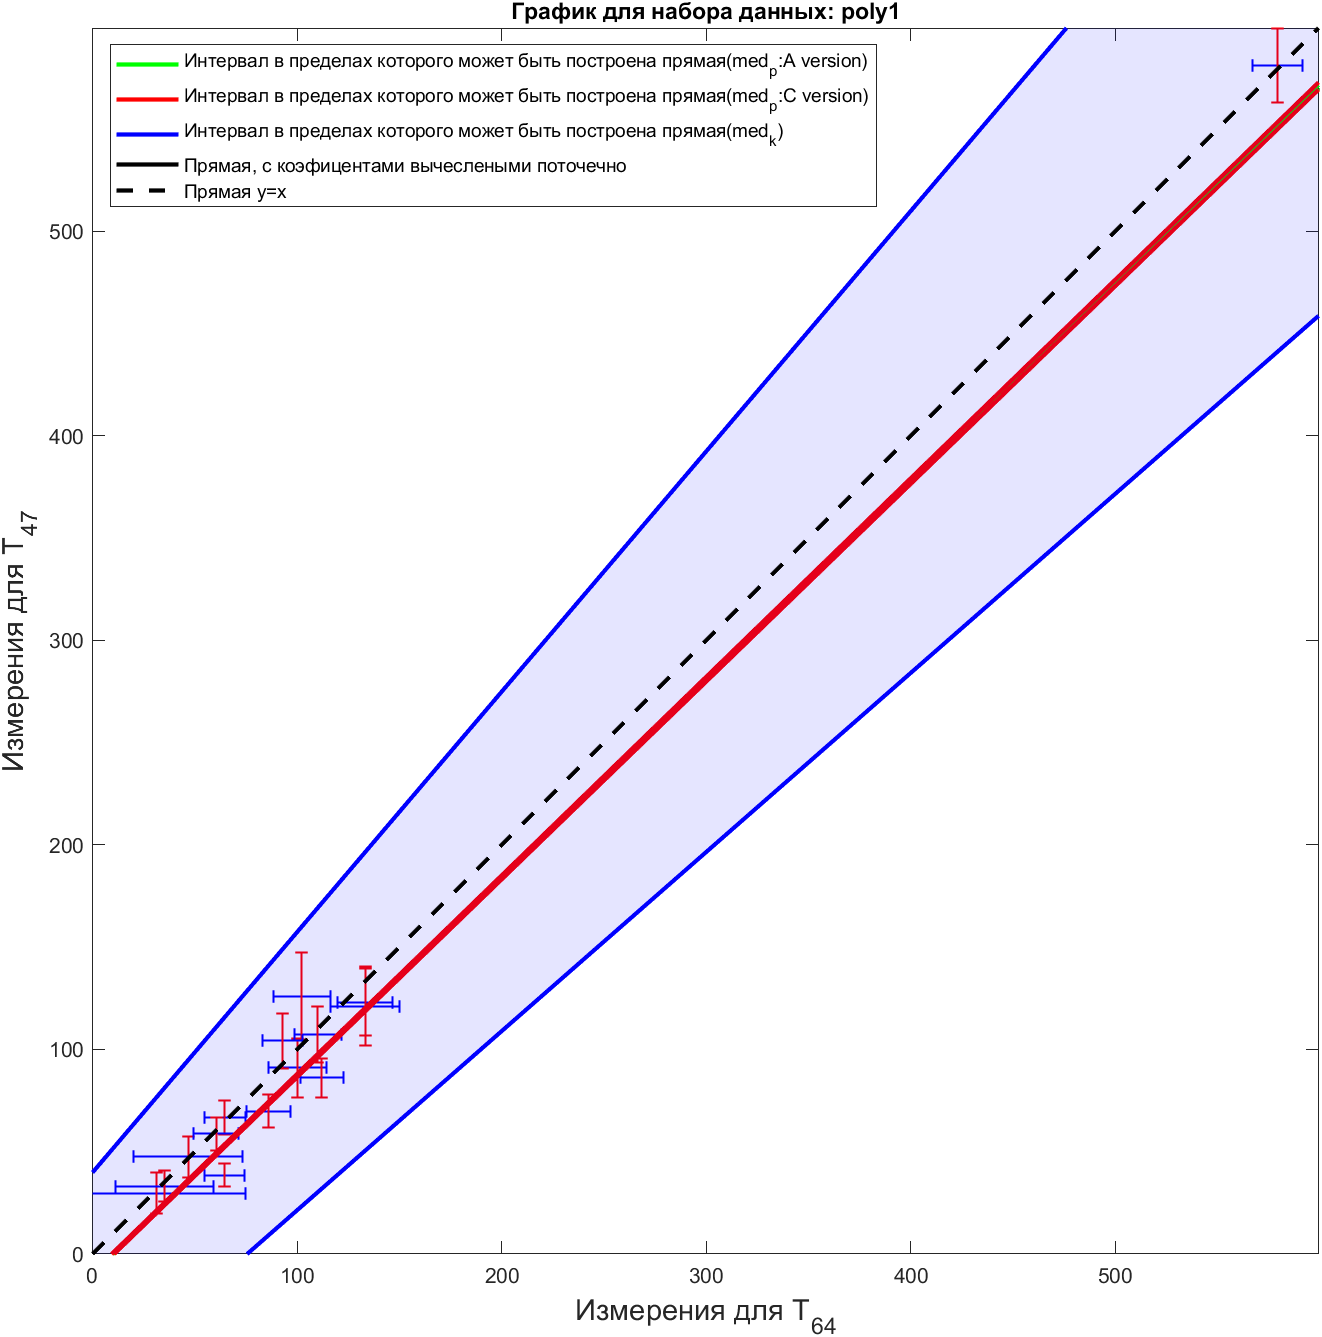 График для набора данных: poly1
Интервал в пределах которого может быть построена прямая(med_p:A version)
Интервал в пределах которого может быть построена прямая(med_p:C version)
Интервал в пределах которого может быть построена прямая(med_k)
Прямая, с коэфицентами вычеслеными поточечно
Прямая y=x
500
400
300
200
100
0
Измерения для T_47
0 100 200 300 400 500
Измерения для T_64